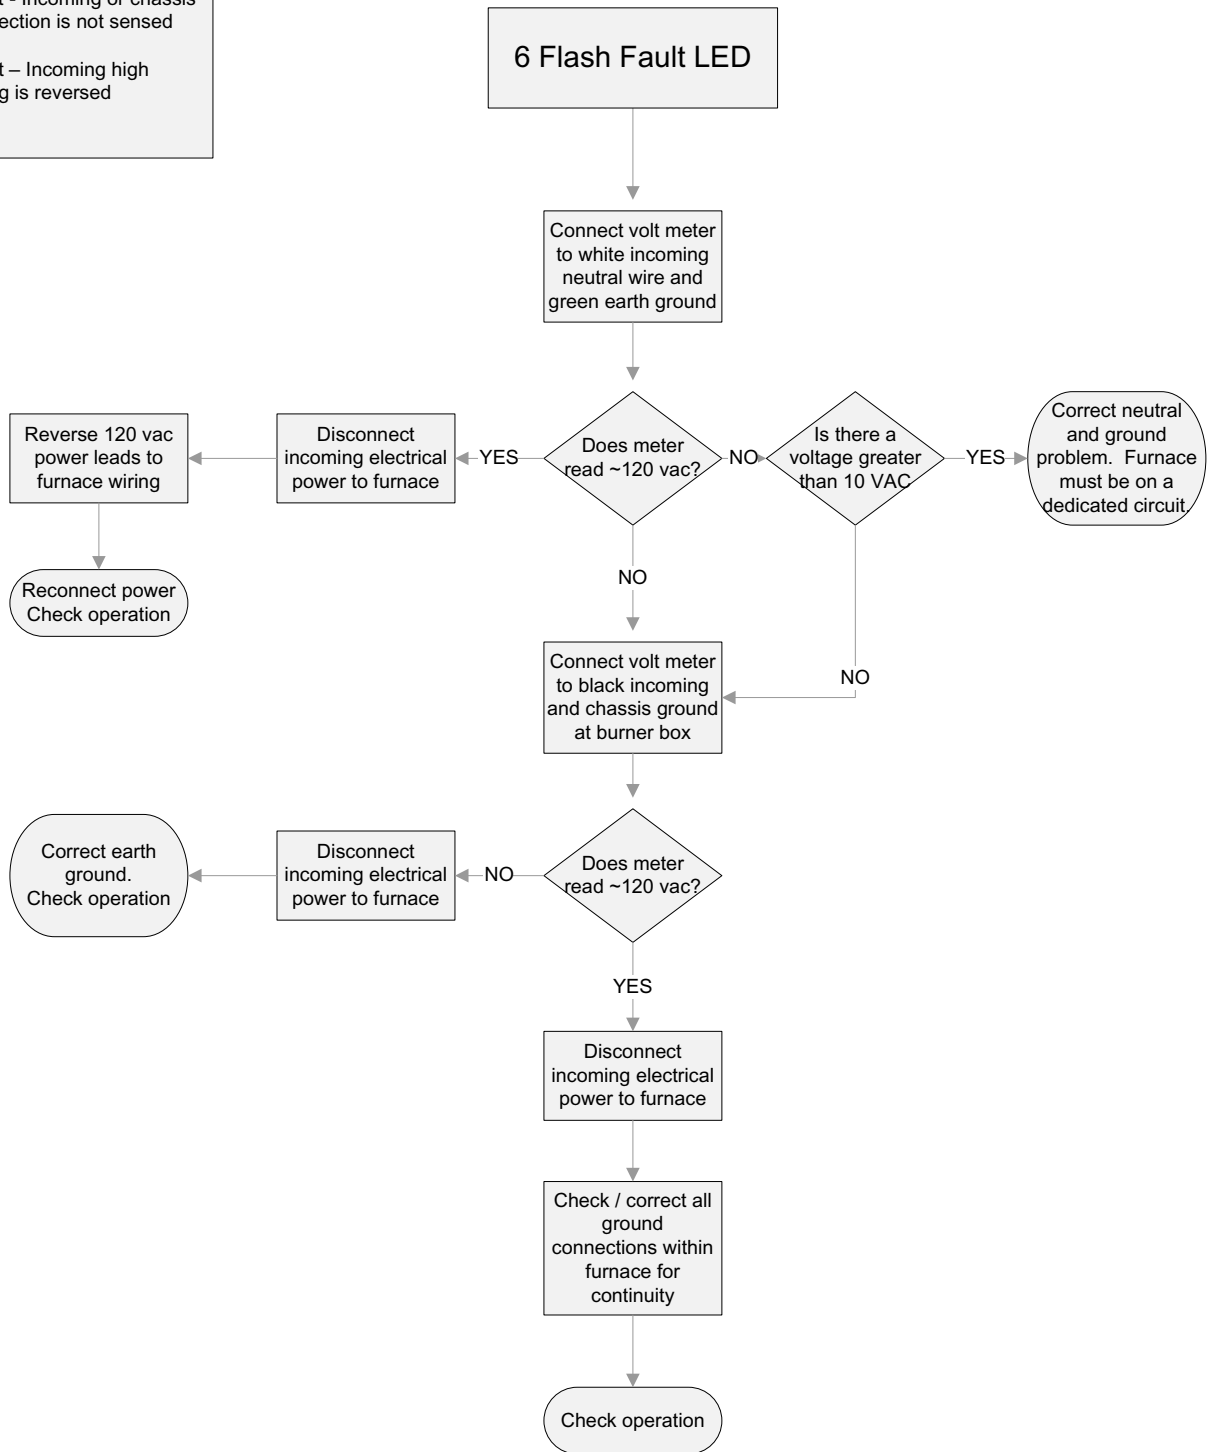 t - Incoming or chassis
ection is not sensed
t – Incoming high
g is reversed
6 Flash Fault LED
Connect volt meter
to white incoming
neutral wire and
green earth ground
Reverse 120 vac
power leads to
furnace wiring
Disconnect
incoming electrical
power to furnace
YES
Does meter
read ~120 vac?
NO
Is there a
voltage greater
than 10 VAC
YES
Correct neutral
and ground
problem. Furnace
must be on a
dedicated circuit.
Reconnect power
Check operation
NO
Connect volt meter
to black incoming
and chassis ground
at burner box
NO
Correct earth
ground.
Check operation
Disconnect
incoming electrical
power to furnace
NO
Does meter
read ~120 vac?
YES
Disconnect
incoming electrical
power to furnace
Check / correct all
ground
connections within
furnace for
continuity
Check operation